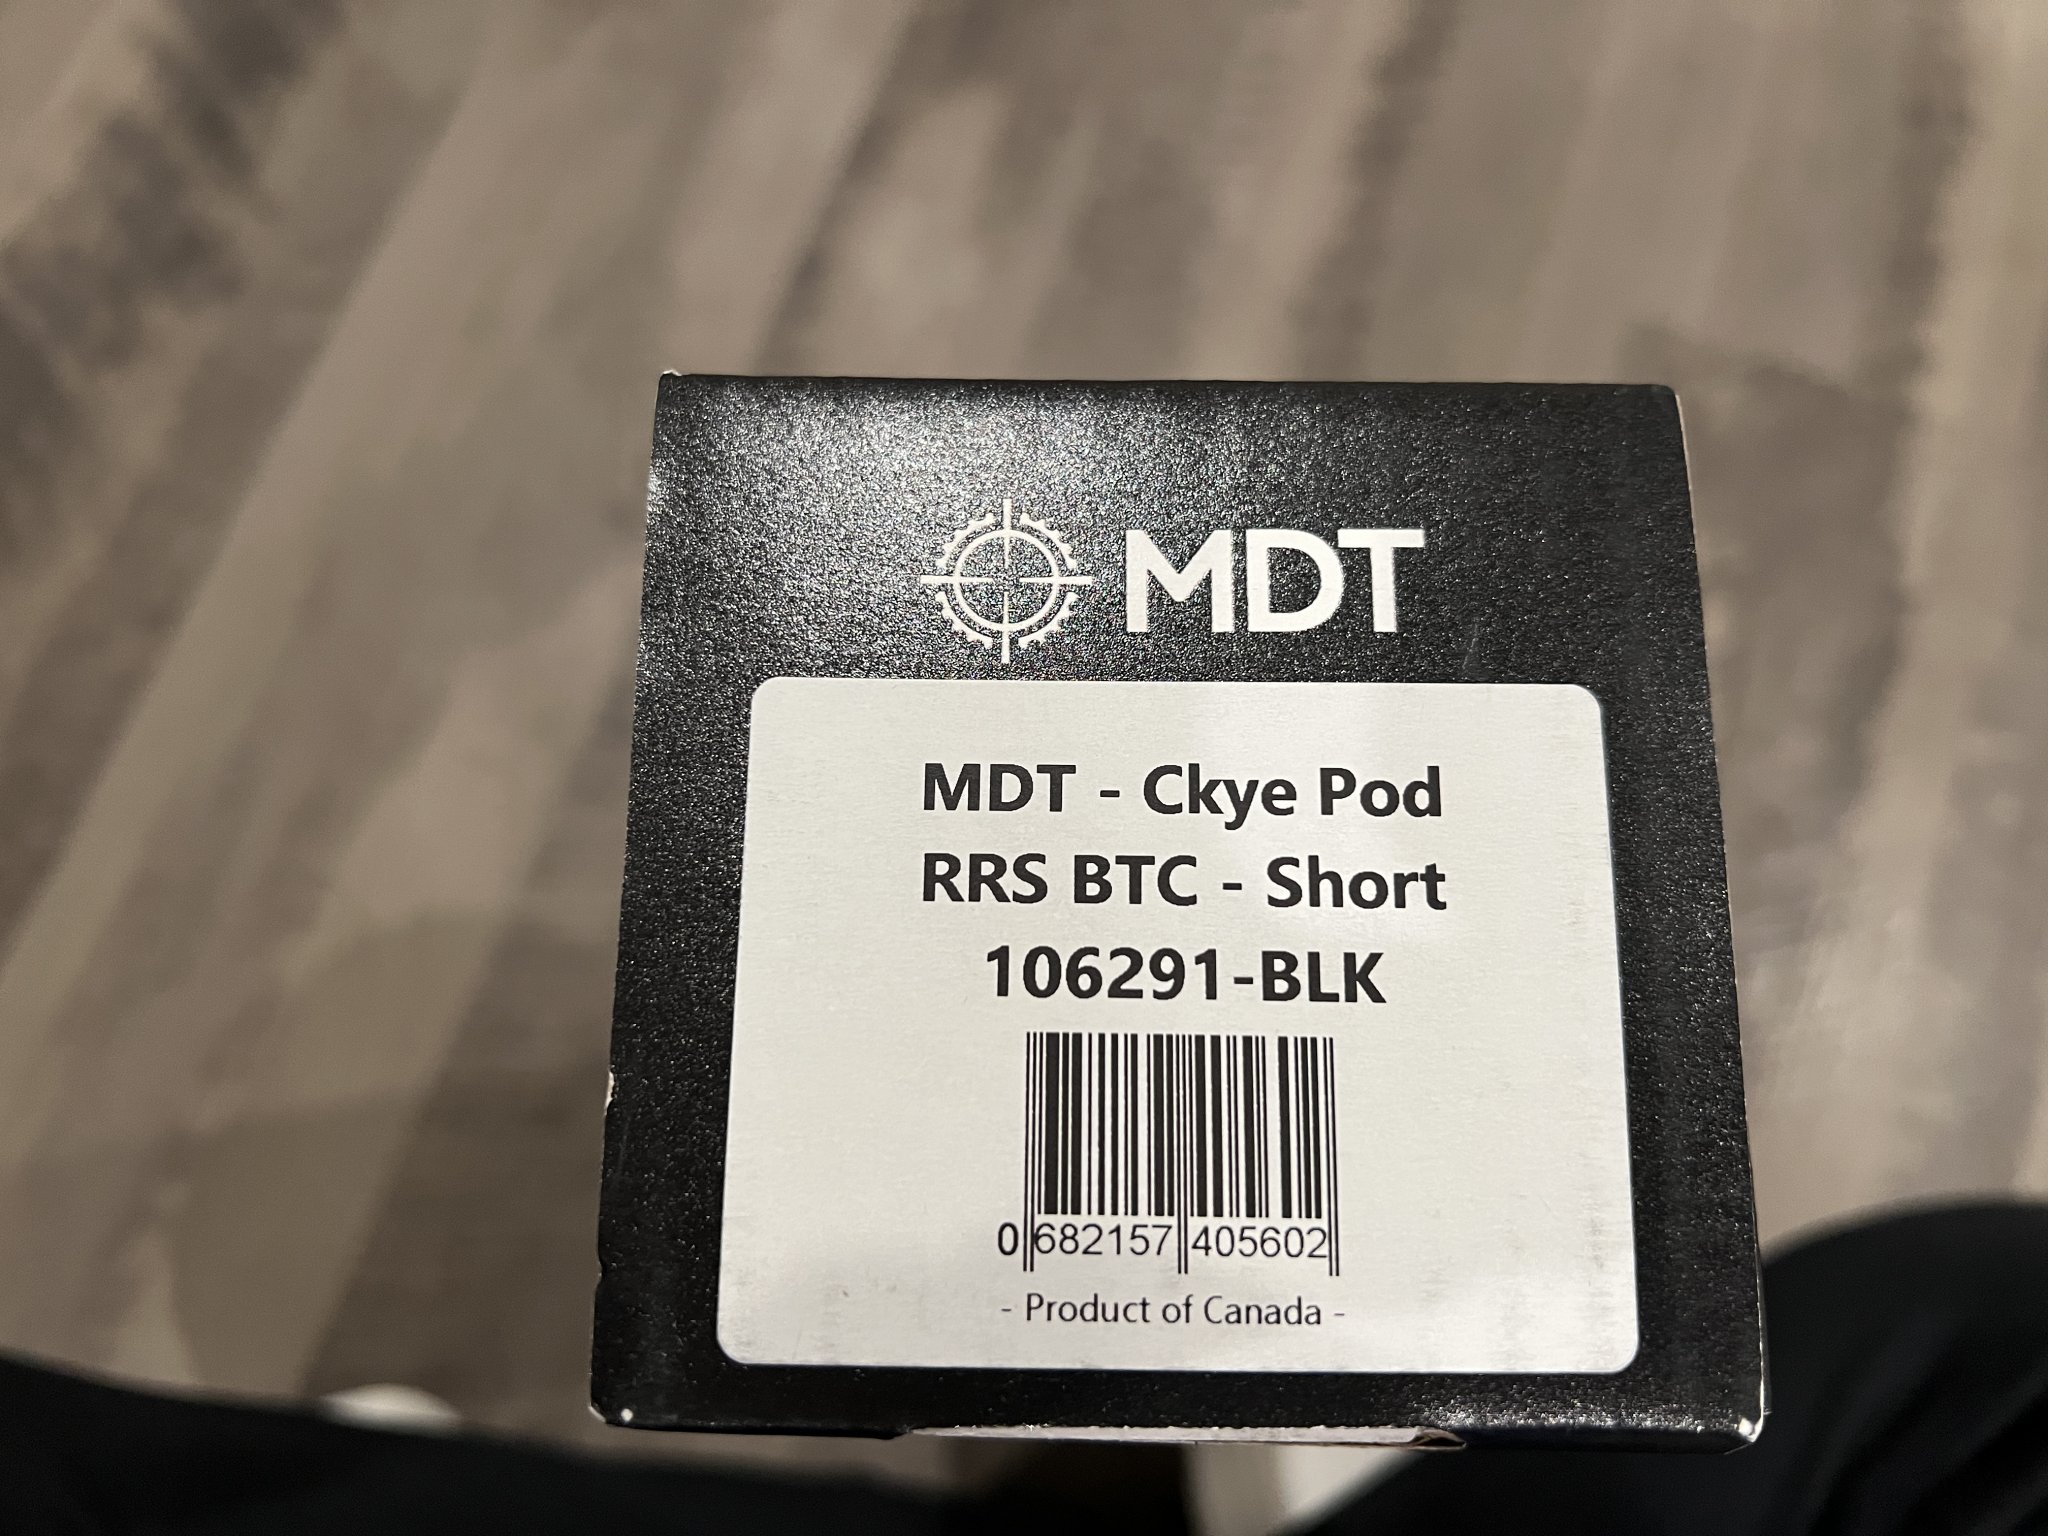 MDT
MDT - Ckye Pod
RRS BTC - Short
106291-BLK
0 682157 405602
- Product of Canada -